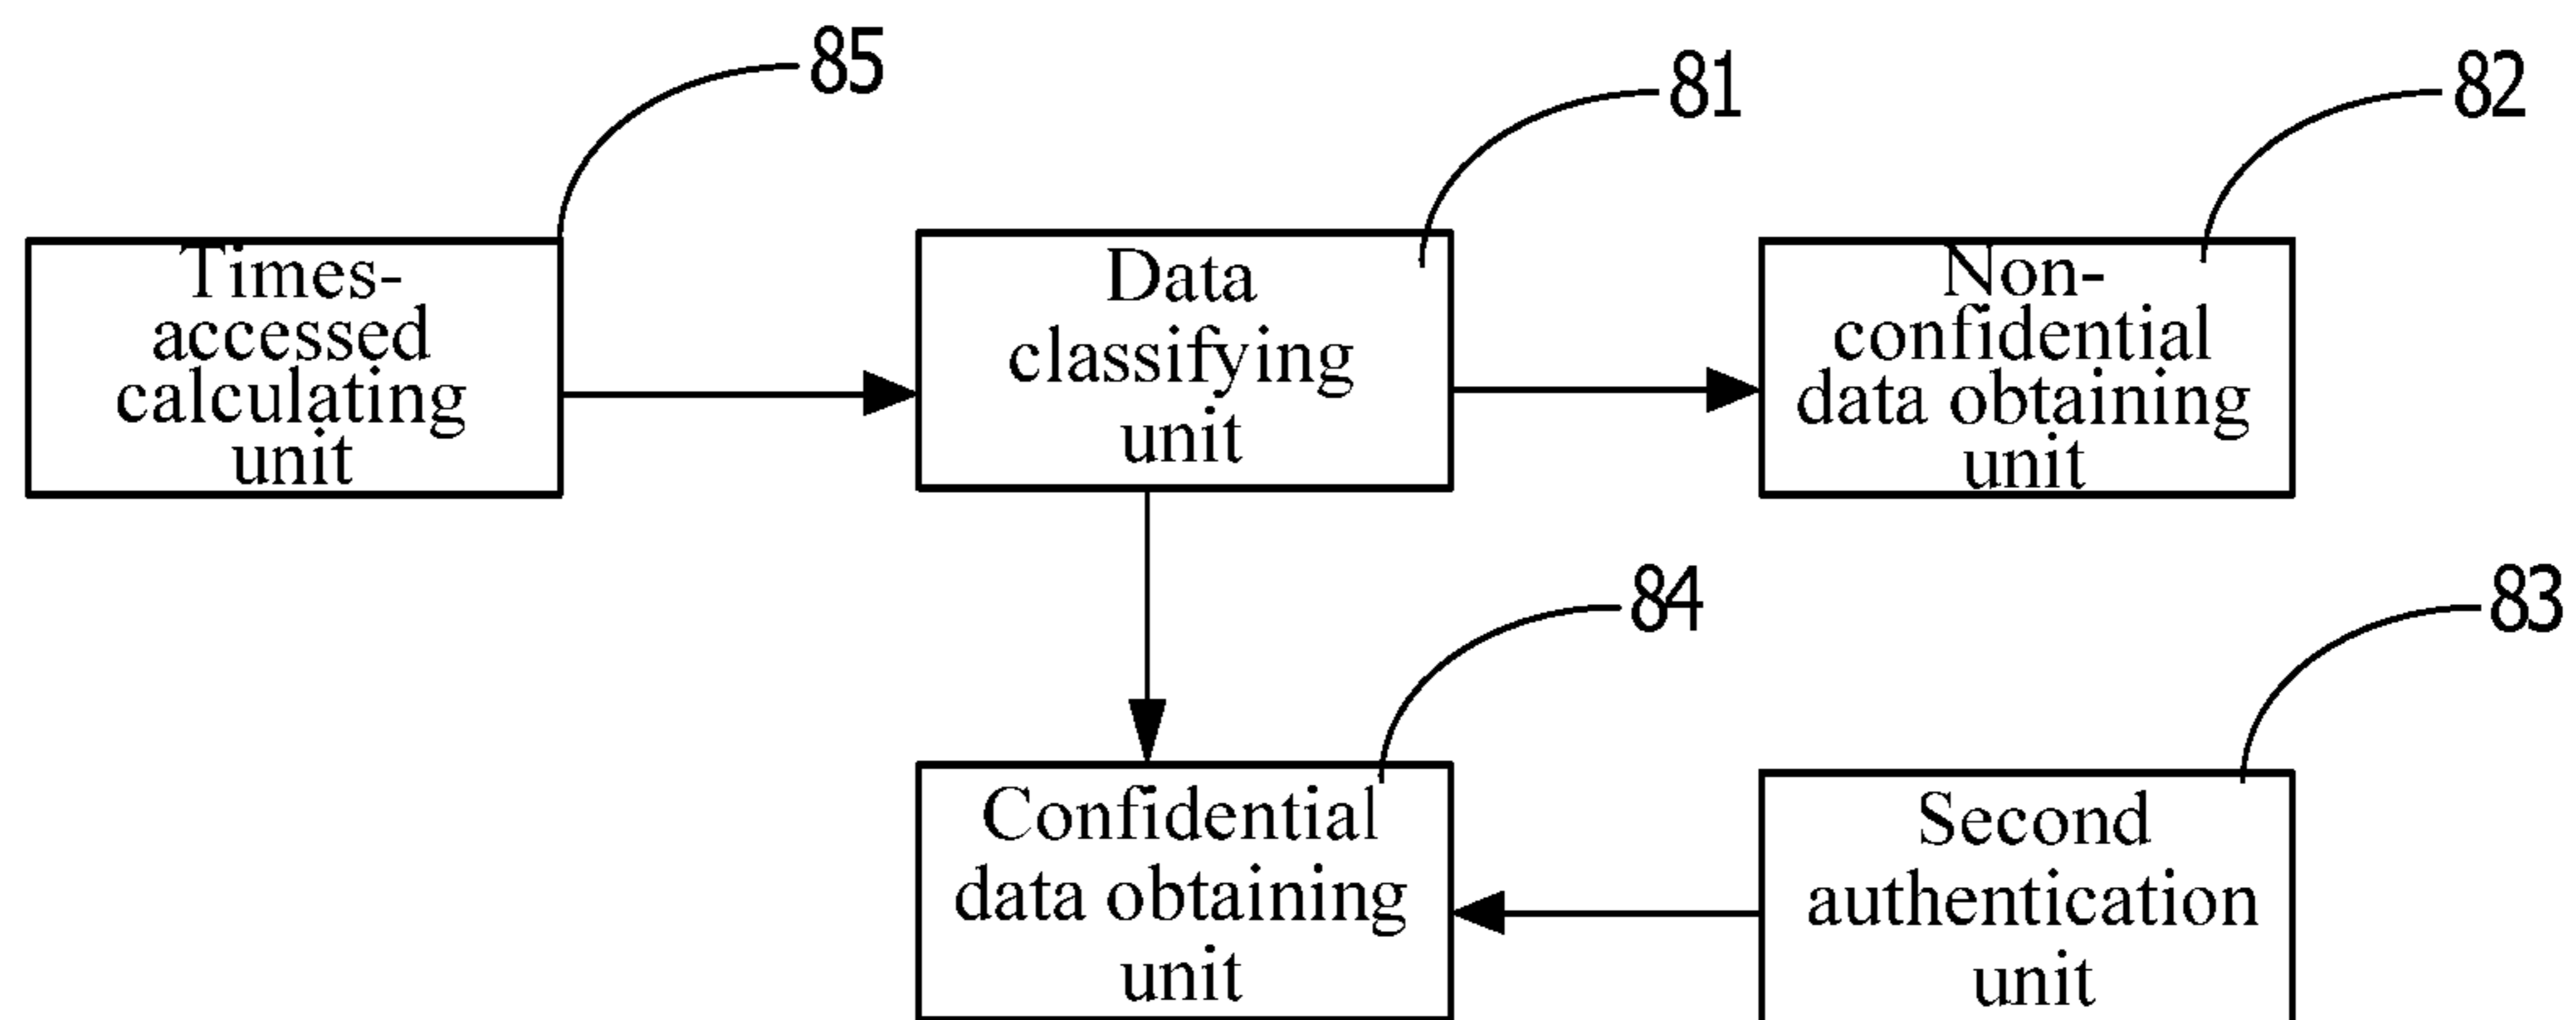 85
81
82
Times-
accessed
calculating
unit
Data
classifying
unit
Non-
confidential
data obtaining
unit
84
83
Confidential
data obtaining
unit
Second
authentication
unit